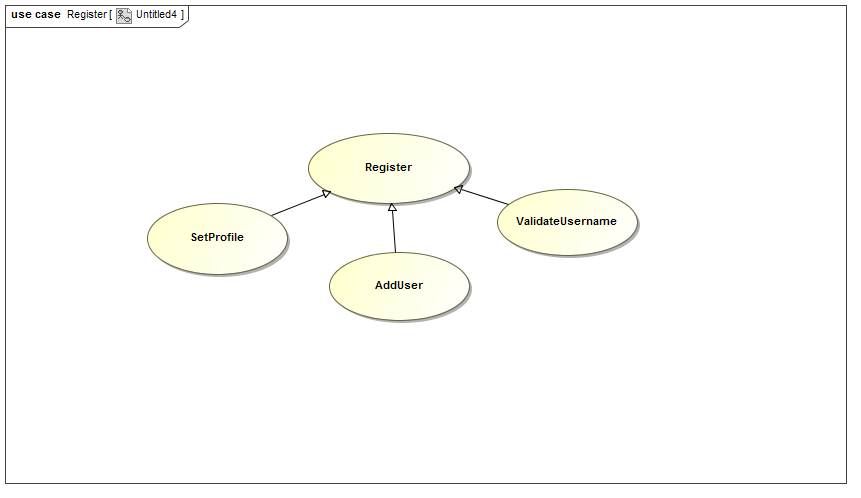 use case Register [ Untitled4 ]
Register
ValidateUsername
SetProfile
AddUser